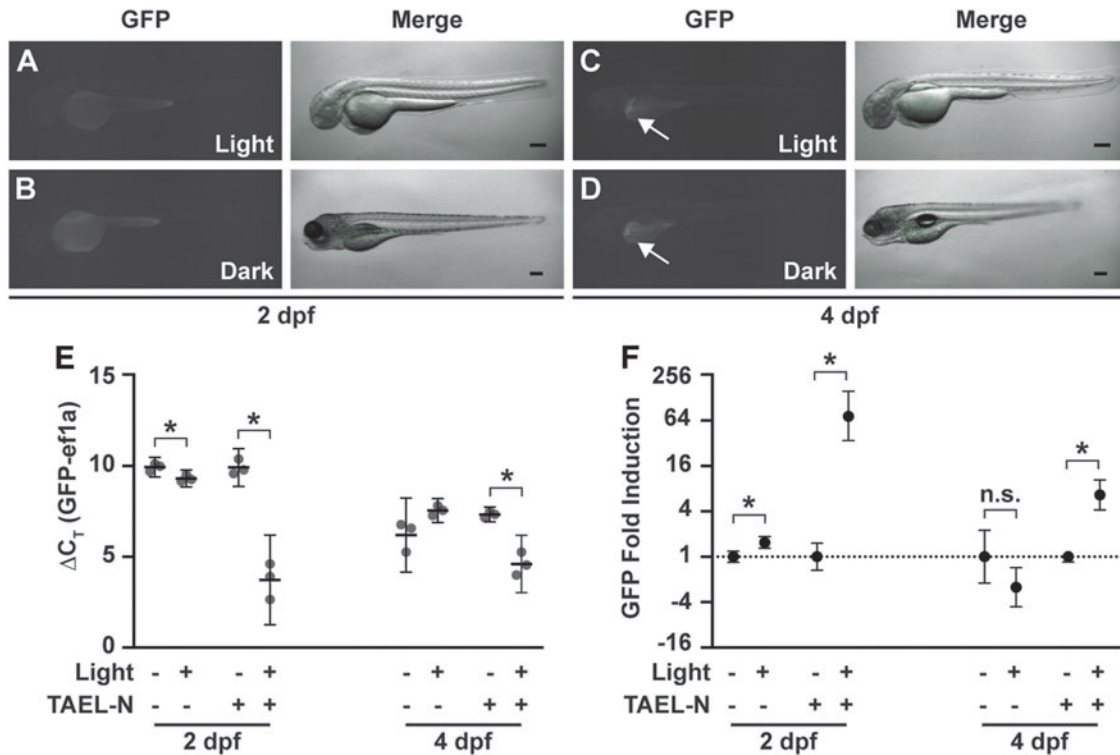 GFP Merge GFP Merge
A C
Light Light
B D
Dark Dark
2 dpf 4 dpf
E F
15
10
5
0
ΔC_T (GFP-ef1a)
* * *
256
64
16
4
1
-4
-16
GFP Fold Induction
* * n.s. *
Light - + - + - + - +
TAEL-N + + + +
2 dpf 4 dpf
Light - + - + - + - +
TAEL-N - - + + - - + +
2 dpf 4 dpf